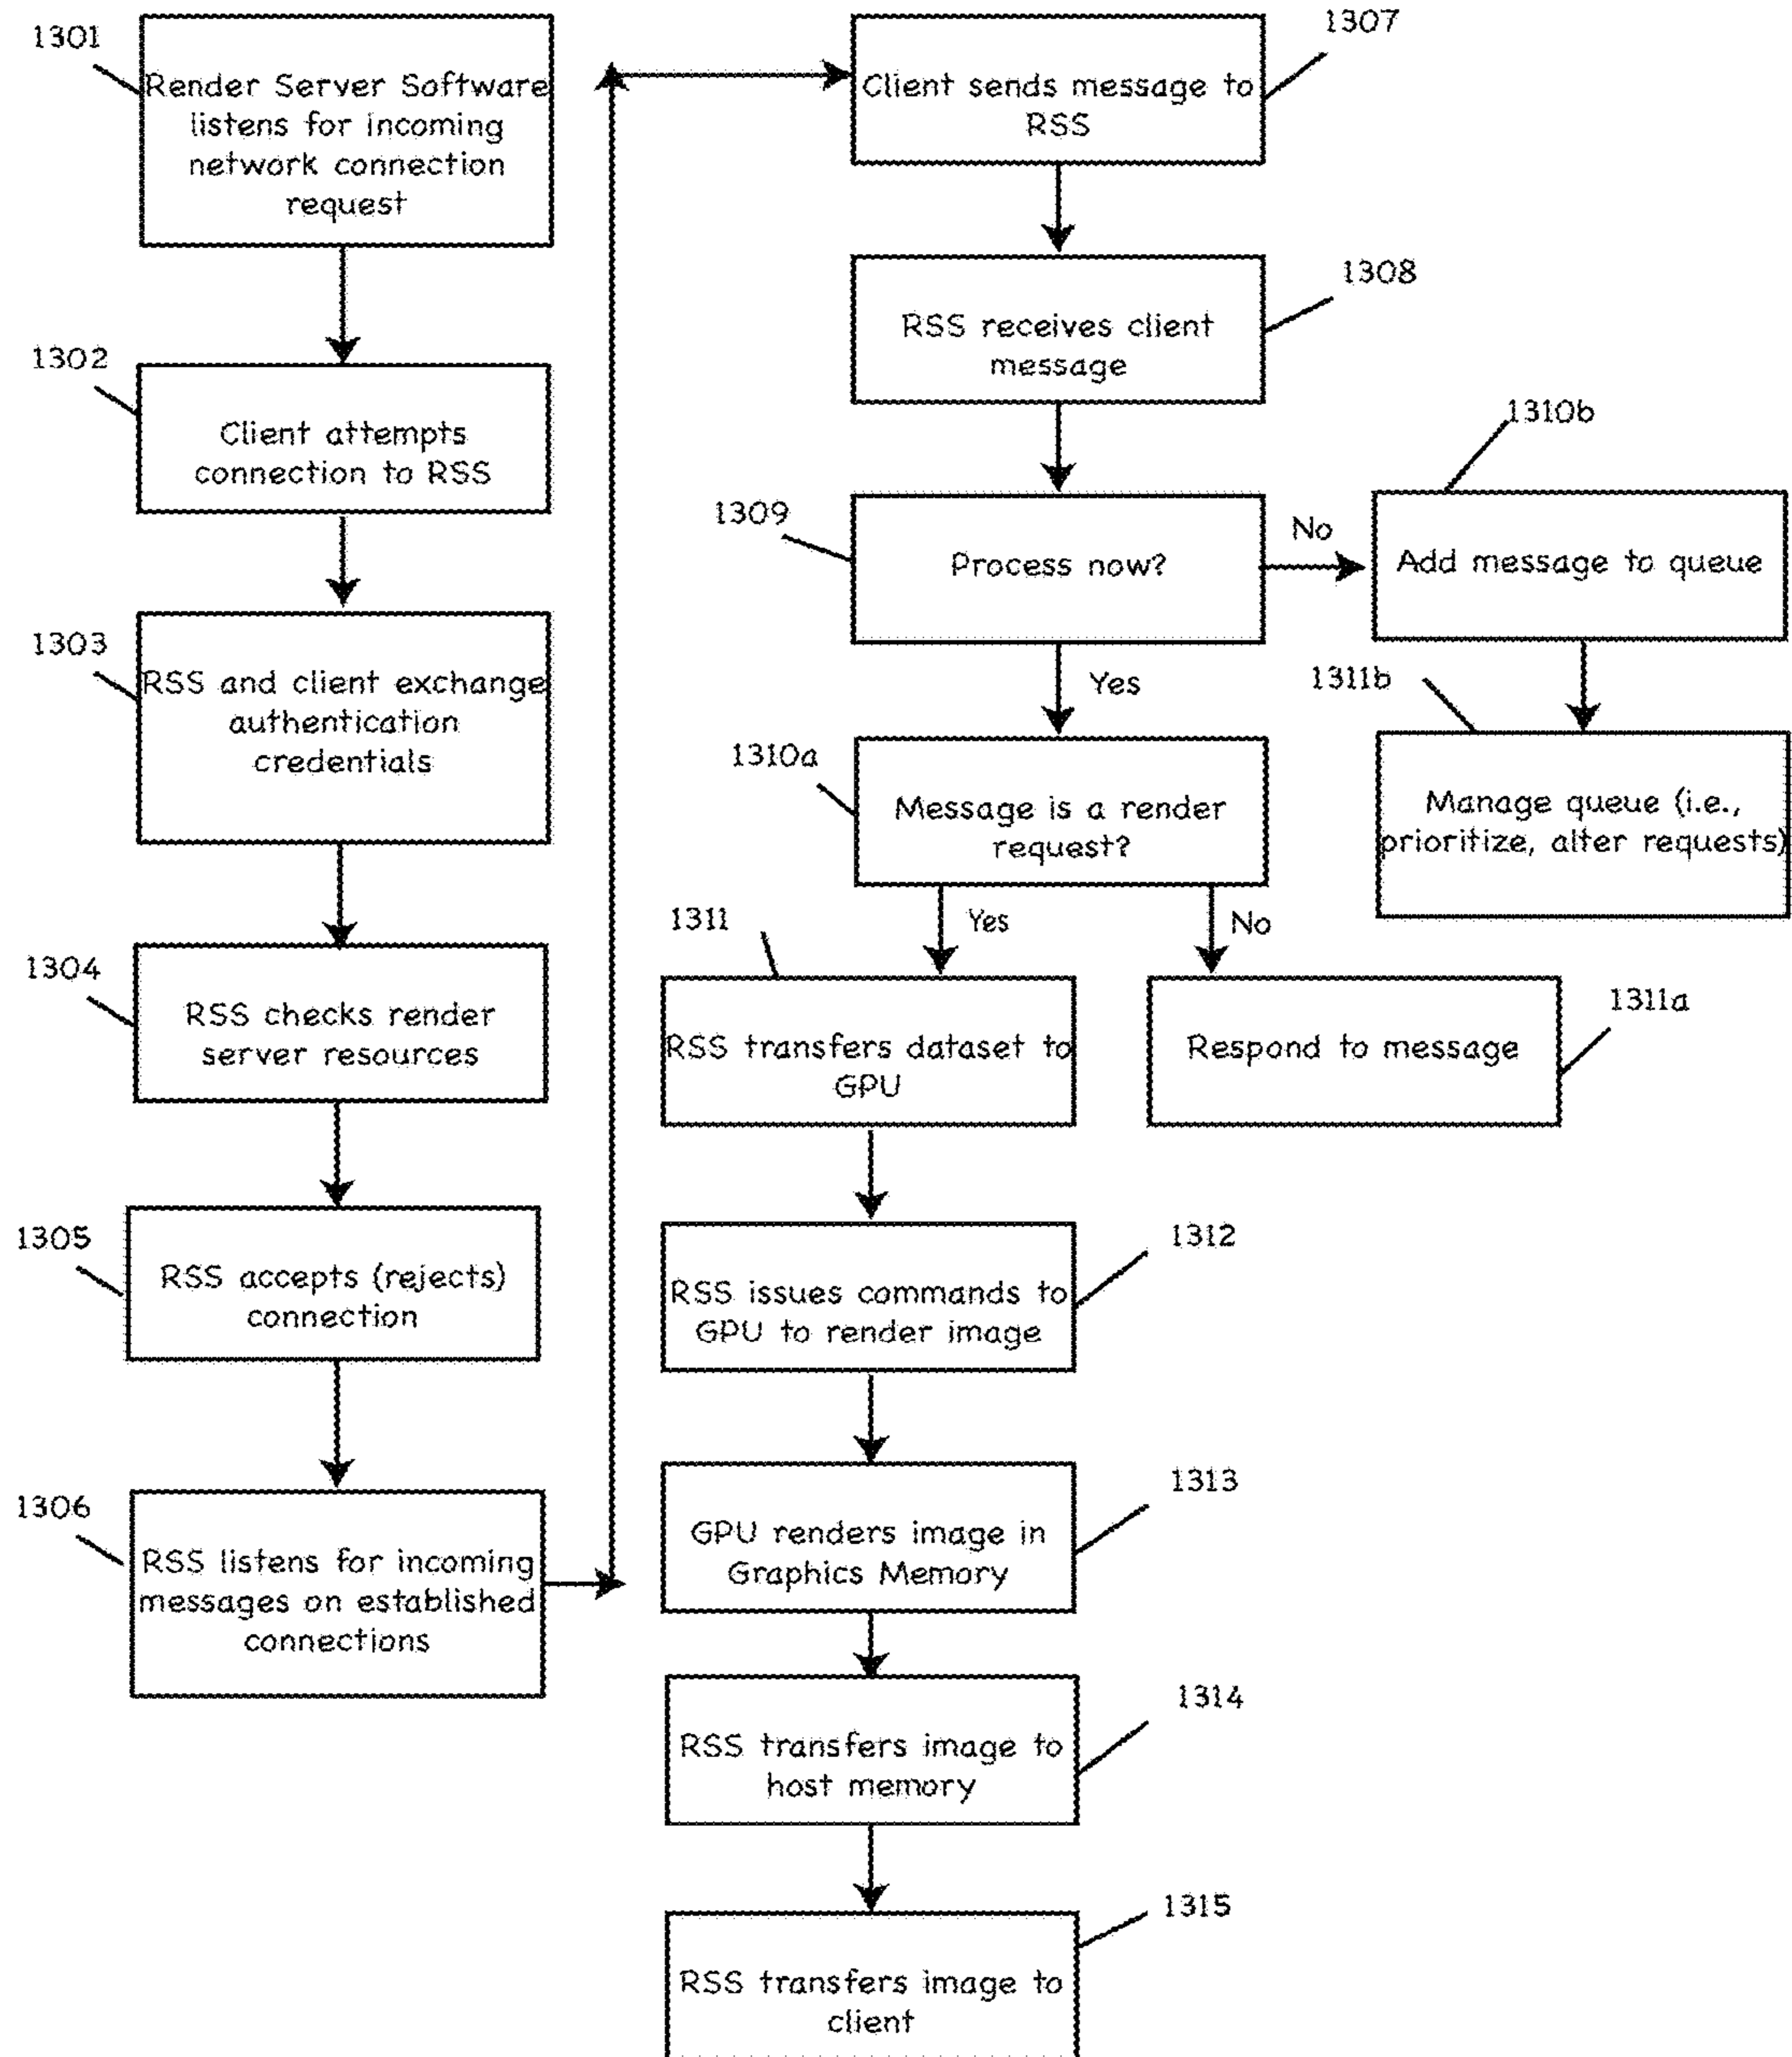 1301
Render Server Software
listens for incoming
network connection
request
1302
Client attempts
connection to RSS
1303
RSS and client exchange
authentication
credentials
1304
RSS checks render
server resources
1305
RSS accepts (rejects)
connection
1306
RSS listens for incoming
messages on established
connections
1307
Client sends message to
RSS
1308
RSS receives client
message
1309
Process now?
No
1310b
Add message to queue
Yes
1311b
Manage queue (i.e.,
prioritize, alter requests)
1310a
Message is a render
request?
Yes
No
1311
RSS transfers dataset to
GPU
1311a
Respond to message
1312
RSS issues commands to
GPU to render image
1313
GPU renders image in
Graphics Memory
1314
RSS transfers image to
host memory
1315
RSS transfers image to
client